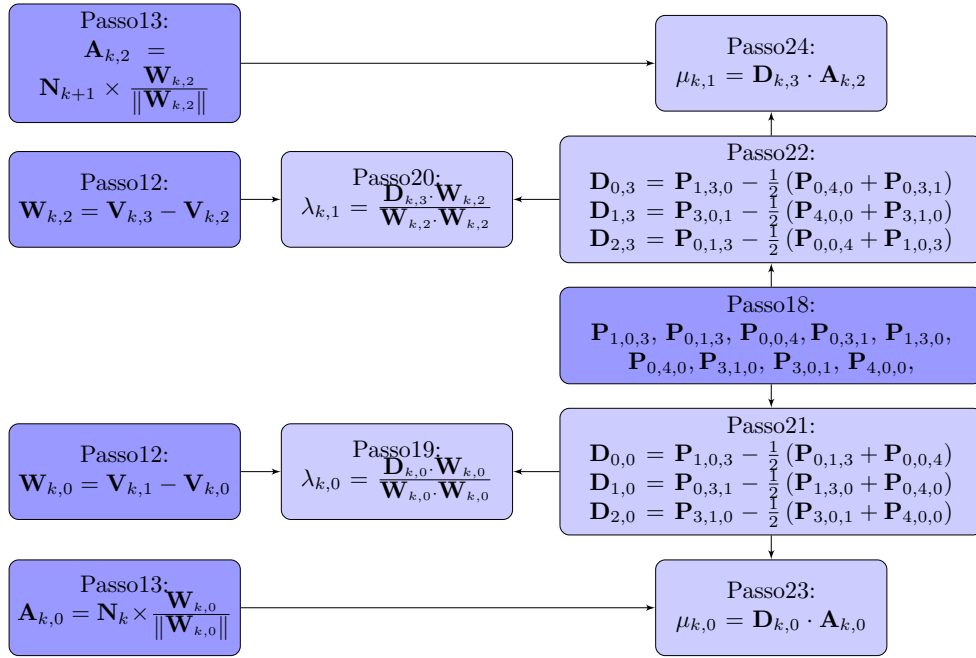 Passo13:
A_{k,2} =
N_{k+1} × W_{k,2} / ‖W_{k,2}‖
Passo24:
μ_{k,1} = D_{k,3} · A_{k,2}
Passo12:
W_{k,2} = V_{k,3} − V_{k,2}
Passo20:
λ_{k,1} = D_{k,3}·W_{k,2} / W_{k,2}·W_{k,2}
Passo22:
D_{0,3} = P_{1,3,0} − 1/2 (P_{0,4,0} + P_{0,3,1})
D_{1,3} = P_{3,0,1} − 1/2 (P_{4,0,0} + P_{3,1,0})
D_{2,3} = P_{0,1,3} − 1/2 (P_{0,0,4} + P_{1,0,3})
Passo18:
P_{1,0,3}, P_{0,1,3}, P_{0,0,4}, P_{0,3,1}, P_{1,3,0},
P_{0,4,0}, P_{3,1,0}, P_{3,0,1}, P_{4,0,0},
Passo12:
W_{k,0} = V_{k,1} − V_{k,0}
Passo19:
λ_{k,0} = D_{k,0}·W_{k,0} / W_{k,0}·W_{k,0}
Passo21:
D_{0,0} = P_{1,0,3} − 1/2 (P_{0,1,3} + P_{0,0,4})
D_{1,0} = P_{0,3,1} − 1/2 (P_{1,3,0} + P_{0,4,0})
D_{2,0} = P_{3,1,0} − 1/2 (P_{3,0,1} + P_{4,0,0})
Passo13:
A_{k,0} = N_k × W_{k,0} / ‖W_{k,0}‖
Passo23:
μ_{k,0} = D_{k,0} · A_{k,0}